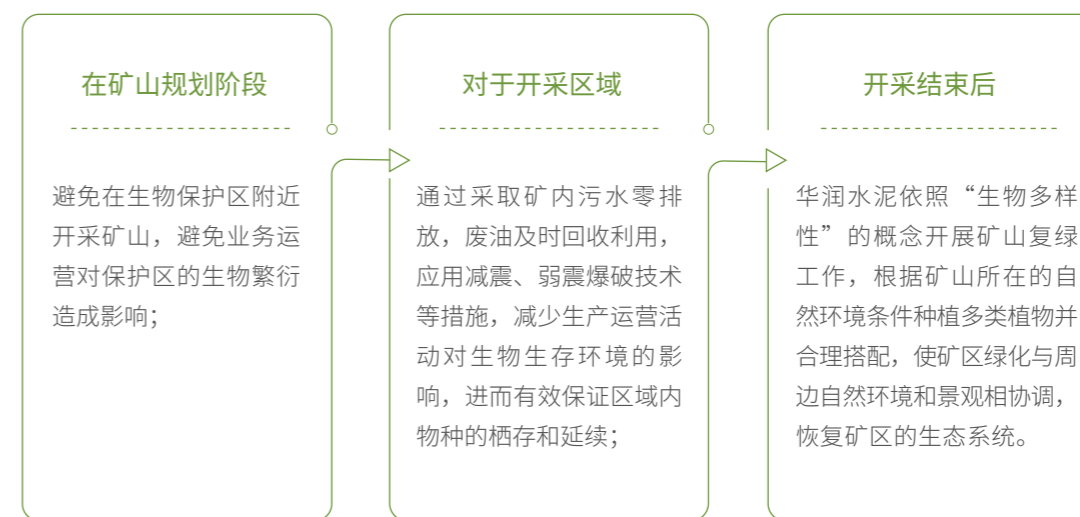 在矿山规划阶段
避免在生物保护区附近
开采矿山，避免业务运
营对保护区的生物繁衍
造成影响；
对于开采区域
通过采取矿内污水零排
放，废油及时回收利用，
应用减震、弱震爆破技术
等措施，减少生产运营活
动对生物生存环境的影
响，进而有效保证区域内
物种的栖存和延续；
开采结束后
华润水泥依照“生物多样
性”的概念开展矿山复绿
工作，根据矿山所在的自
然环境条件种植多类植物并
合理搭配，使矿区绿化与周
边自然环境和景观相协调，
恢复矿区的生态系统。